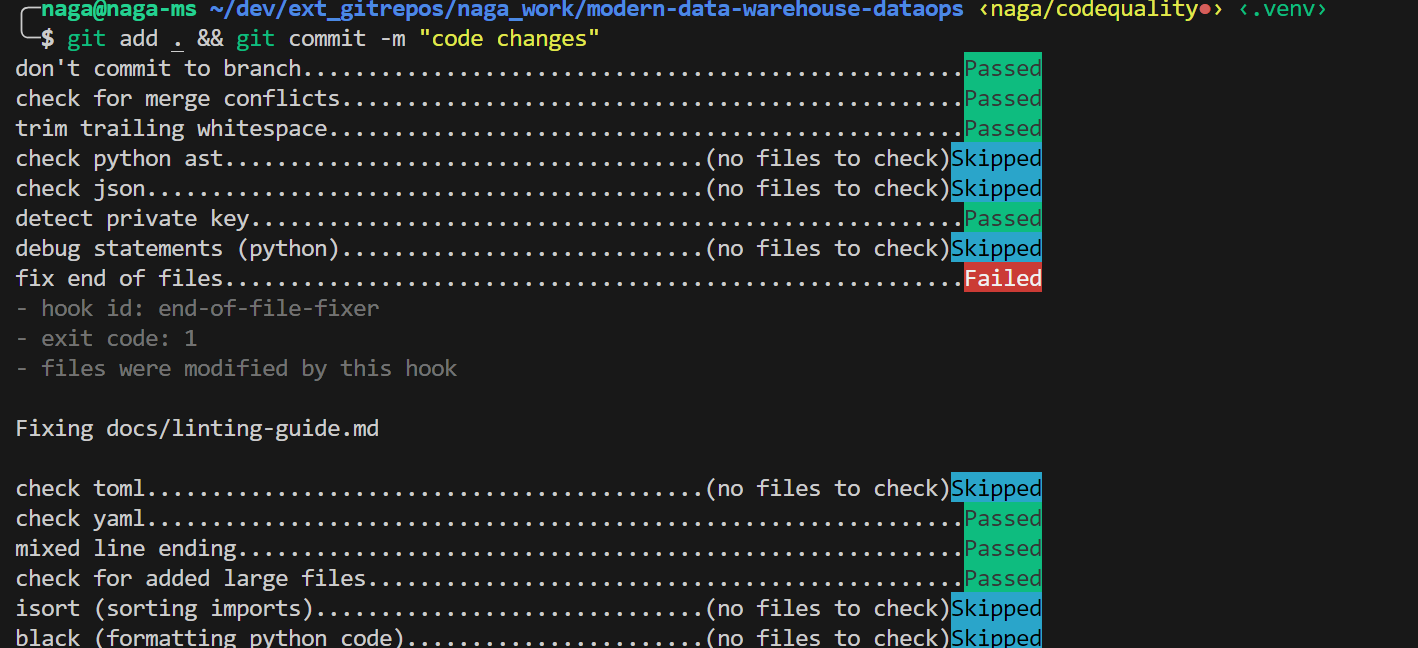 naga@naga-ms ~/dev/ext_gitrepos/naga_work/modern-data-warehouse-dataops ‹naga/codequality●› ‹.venv›
$ git add . && git commit -m "code changes"
don't commit to branch...................................................Passed
check for merge conflicts................................................Passed
trim trailing whitespace.................................................Passed
check python ast.....................................(no files to check)Skipped
check json...........................................(no files to check)Skipped
detect private key.......................................................Passed
debug statements (python)............................(no files to check)Skipped
fix end of files.........................................................Failed
- hook id: end-of-file-fixer
- exit code: 1
- files were modified by this hook
Fixing docs/linting-guide.md
check toml...........................................(no files to check)Skipped
check yaml...............................................................Passed
mixed line ending........................................................Passed
check for added large files..............................................Passed
isort (sorting imports)..............................(no files to check)Skipped
black (formatting python code).......................(no files to check)Skipped